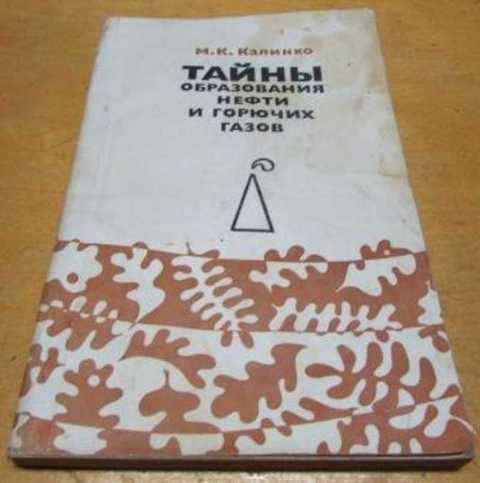 М.К. Калинко
ТАЙНЫ
ОБРАЗОВАНИЯ
НЕФТИ
И ГОРЮЧИХ
ГАЗОВ